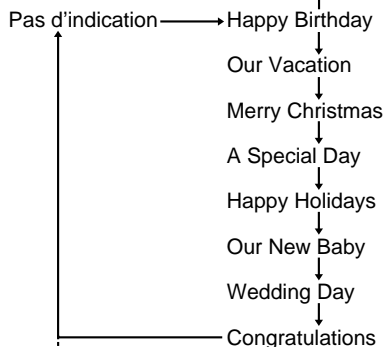 Pas d’indication Happy Birthday
Our Vacation
Merry Christmas
A Special Day
Happy Holidays
Our New Baby
Wedding Day
Congratulations